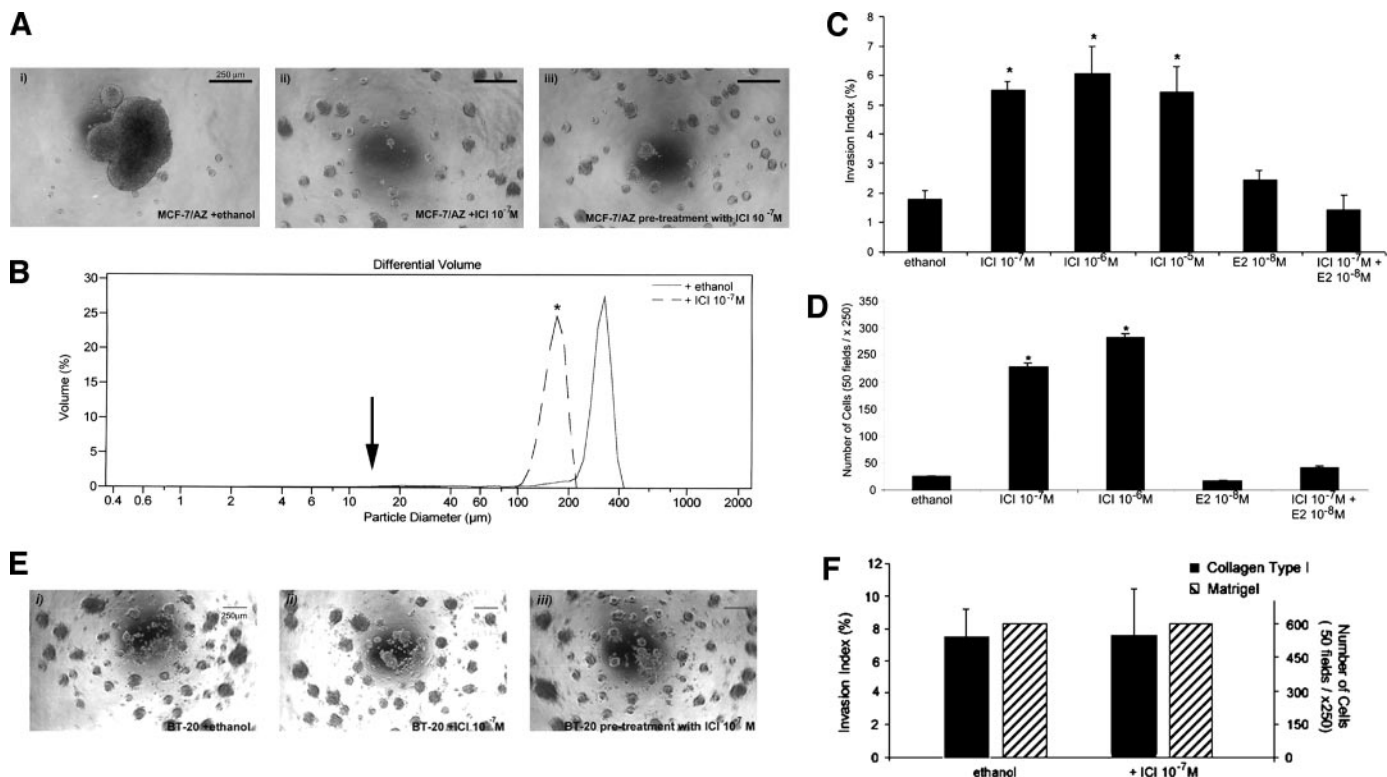 A
i)
250 µm
MCF-7/AZ +ethanol
ii)
MCF-7/AZ +ICI 10⁻⁷M
iii)
MCF-7/AZ pre-treatment with ICI 10⁻⁷M
B
Differential Volume
+ ethanol
+ ICI 10⁻⁷M
*
Volume (%)
30
25
20
15
10
5
0
0.4 0.6 1 2 4 6 10 20 40 60 100 200 400 1000 2000
Particle Diameter (µm)
C
Invasion Index (%)
8
7
6
5
4
3
2
1
0
* * *
ethanol ICI 10⁻⁷M ICI 10⁻⁶M ICI 10⁻⁵M E2 10⁻⁸M ICI 10⁻⁷M +
E2 10⁻⁸M
D
Number of Cells (50 fields / x 250)
350
300
250
200
150
100
50
0
* *
ethanol ICI 10⁻⁷M ICI 10⁻⁶M E2 10⁻⁸M ICI 10⁻⁷M +
E2 10⁻⁸M
E
i)
250µm
BT-20 +ethanol
ii)
BT-20 +ICI 10⁻⁷M
iii)
BT-20 pre-treatment with ICI 10⁻⁷M
F
Collagen Type I
Matrigel
Invasion Index (%)
12
10
8
6
4
2
0
600
450
300
150
0
Number of Cells
( 50 fields / x250)
ethanol + ICI 10⁻⁷M